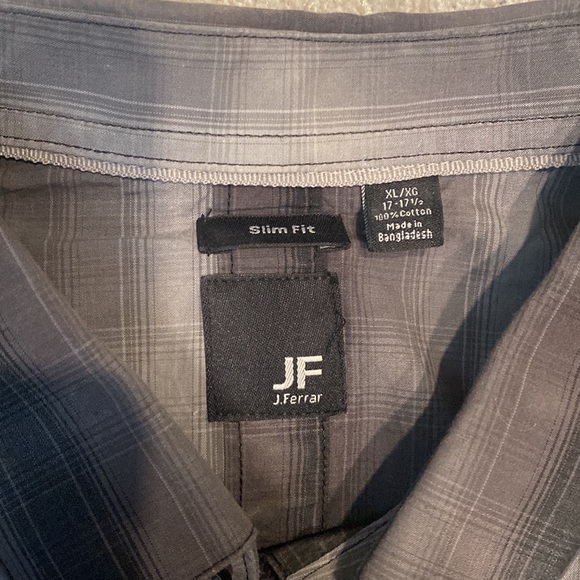 XL/XG
17-17½
100% Cotton
Made in
Bangladesh
Slim Fit
JF
J.Ferrar